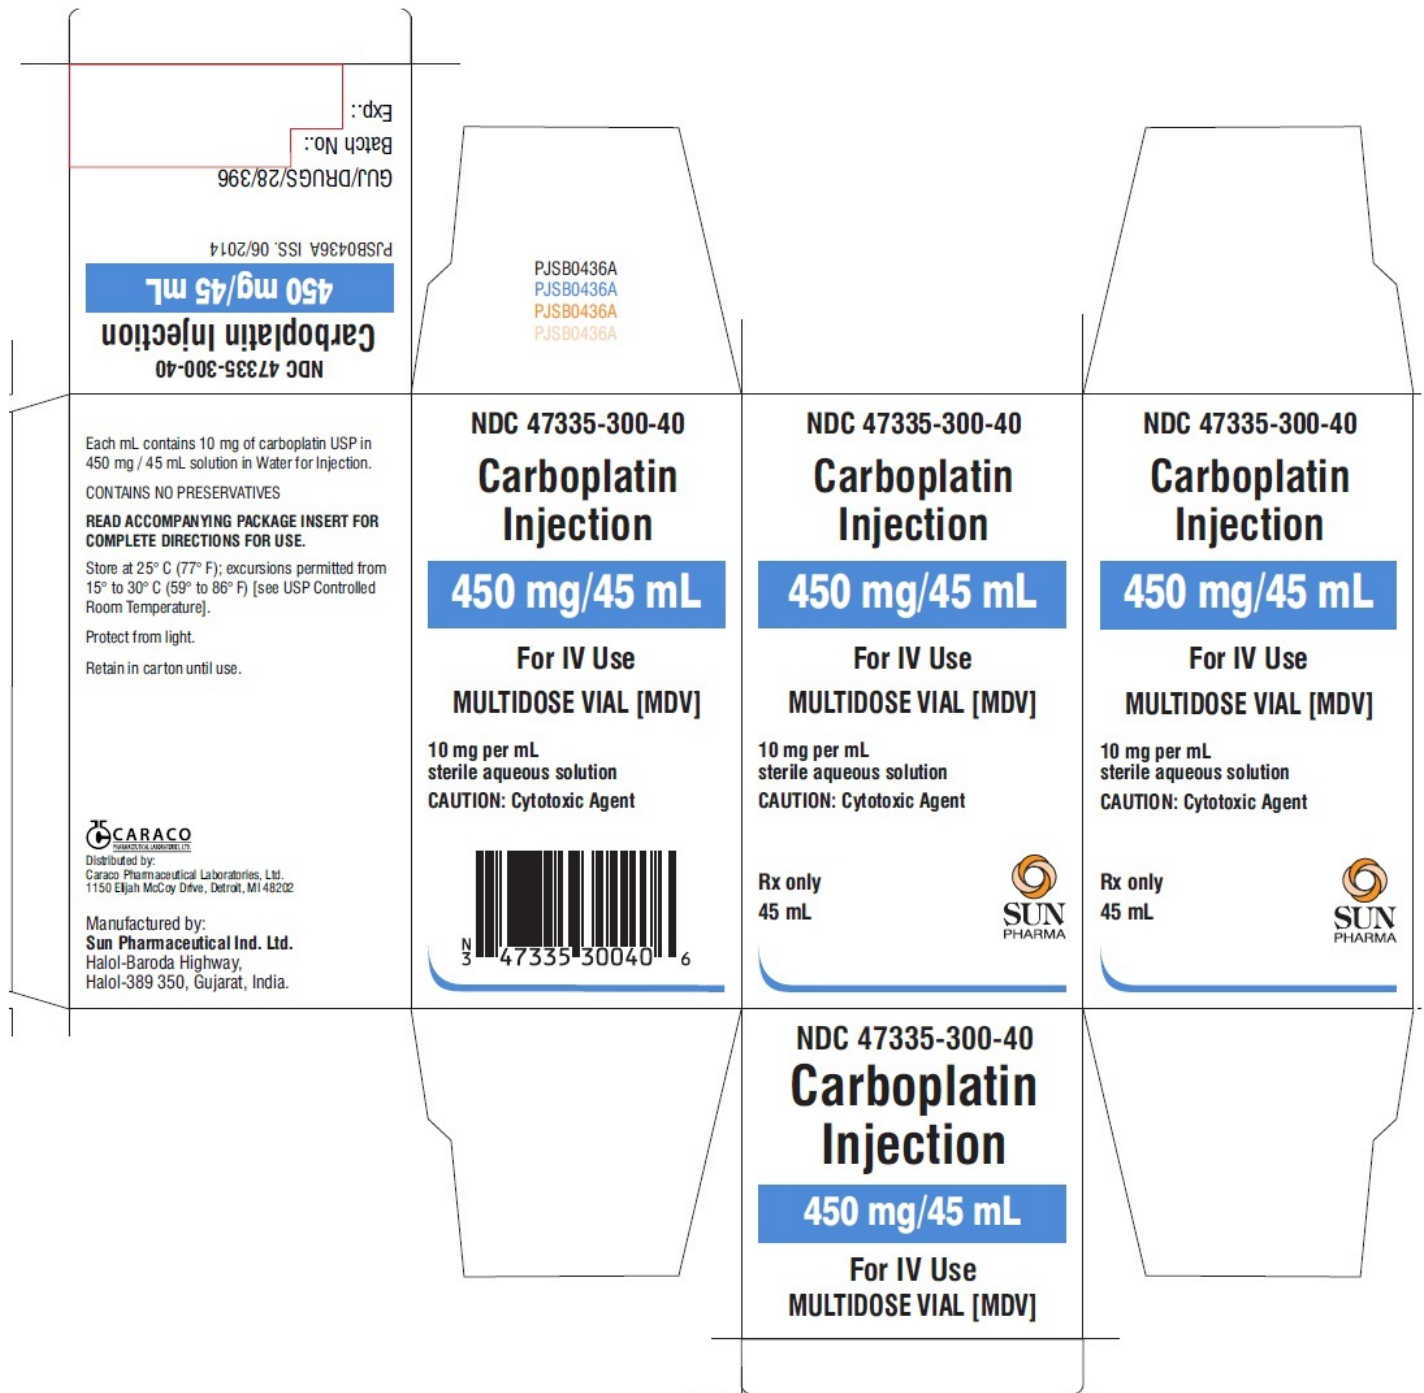 Exp.:
Batch No.:
GUJ/DRUGS/28/396
PJSB0436A ISS. 06/2014
450 mg/45 mL
Carboplatin Injection
NDC 47335-300-40
PJSB0436A
PJSB0436A
PJSB0436A
PJSB0436A
Each mL contains 10 mg of carboplatin USP in
450 mg / 45 mL solution in Water for Injection.
CONTAINS NO PRESERVATIVES
READ ACCOMPANYING PACKAGE INSERT FOR
COMPLETE DIRECTIONS FOR USE.
Store at 25° C (77° F); excursions permitted from
15° to 30° C (59° to 86° F) [see USP Controlled
Room Temperature].
Protect from light.
Retain in carton until use.
CARACO
PHARMACEUTICAL LABORATORIES, LTD.
Distributed by:
Caraco Pharmaceutical Laboratories, Ltd.
1150 Elijah McCoy Drive, Detroit, MI 48202
Manufactured by:
Sun Pharmaceutical Ind. Ltd.
Halol-Baroda Highway,
Halol-389 350, Gujarat, India.
NDC 47335-300-40
Carboplatin
Injection
450 mg/45 mL
For IV Use
MULTIDOSE VIAL [MDV]
10 mg per mL
sterile aqueous solution
CAUTION: Cytotoxic Agent
N
3 47335 30040 6
NDC 47335-300-40
Carboplatin
Injection
450 mg/45 mL
For IV Use
MULTIDOSE VIAL [MDV]
10 mg per mL
sterile aqueous solution
CAUTION: Cytotoxic Agent
Rx only
45 mL
SUN
PHARMA
NDC 47335-300-40
Carboplatin
Injection
450 mg/45 mL
For IV Use
MULTIDOSE VIAL [MDV]
10 mg per mL
sterile aqueous solution
CAUTION: Cytotoxic Agent
Rx only
45 mL
SUN
PHARMA
NDC 47335-300-40
Carboplatin
Injection
450 mg/45 mL
For IV Use
MULTIDOSE VIAL [MDV]